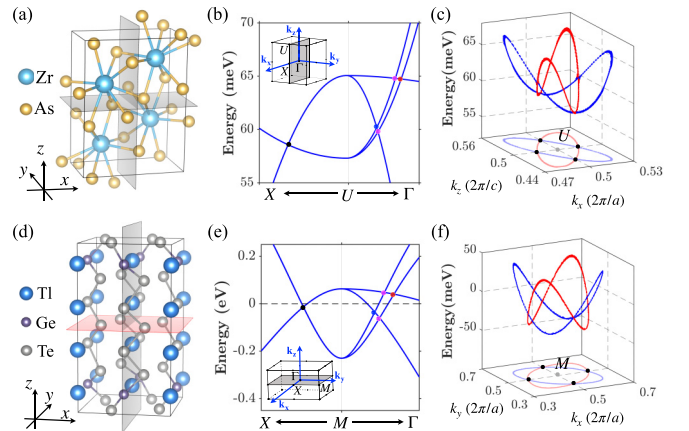 (a)
Zr
As
z
y
x
(b)
Energy (meV)
70
65
60
55
k_z
U
k_x
Γ
k_y
X
X
U
Γ
(c)
Energy (meV)
65
60
55
U
0.56
0.5
0.44
0.47
0.5
0.53
k_z (2π/c)
k_x (2π/a)
(d)
Tl
Ge
Te
z
y
x
(e)
Energy (eV)
0.2
0
-0.2
-0.4
k_z
Γ
k_y
X
M
k_x
X
M
Γ
(f)
Energy (meV)
50
0
-50
M
0.7
0.5
0.3
0.3
0.5
0.7
k_y (2π/a)
k_x (2π/a)